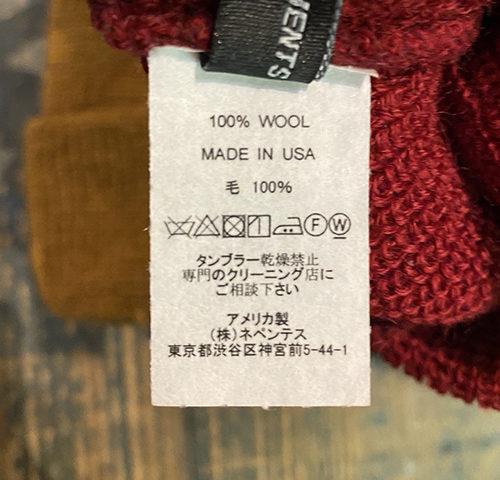 MENTS
100% WOOL
MADE IN USA
毛 100%
F W
タンブラー乾燥禁止
専門のクリーニング店に
ご相談下さい
アメリカ製
(株)ネペンテス
東京都渋谷区神宮前5-44-1